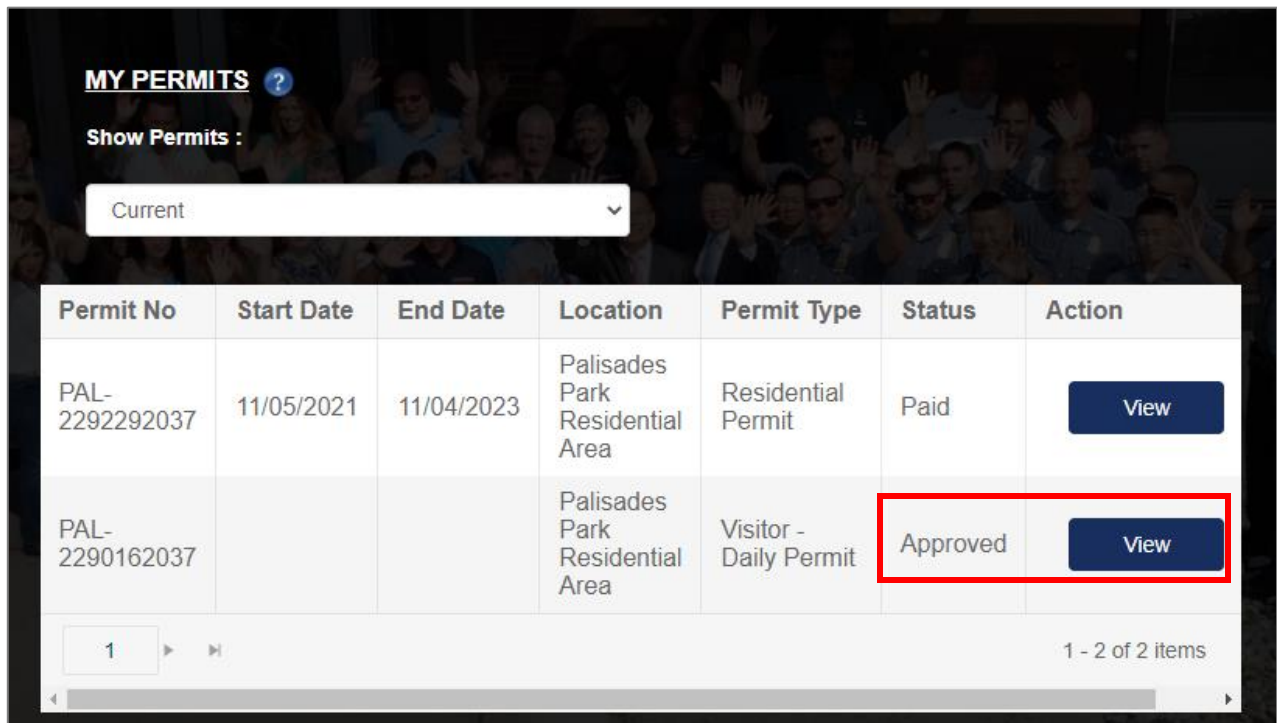 MY PERMITS ?
Show Permits :
Current
Permit No Start Date End Date Location Permit Type Status Action
PAL-
2292292037
11/05/2021
11/04/2023
Palisades
Park
Residential
Area
Residential
Permit
Paid
View
PAL-
2290162037
Palisades
Park
Residential
Area
Visitor -
Daily Permit
Approved
View
1
1 - 2 of 2 items